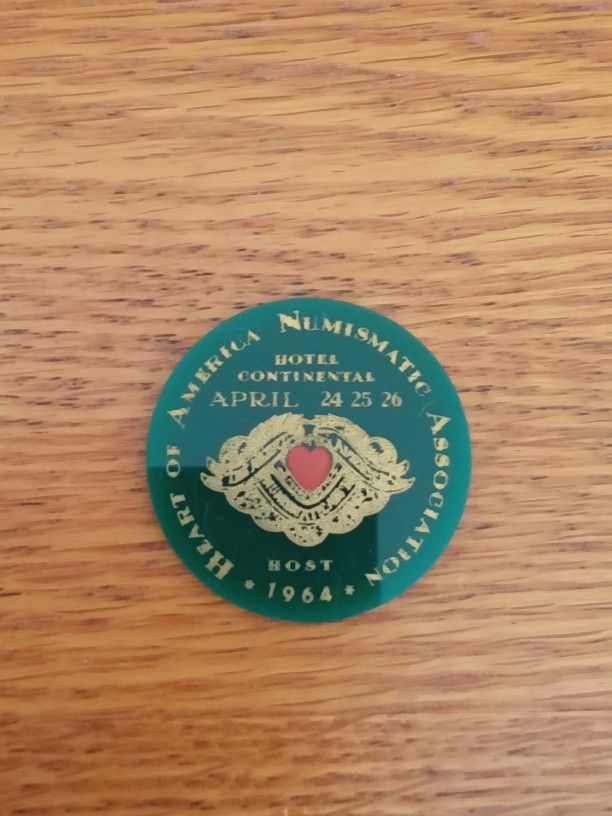 HEART OF AMERICA NUMISMATIC ASSOCIATION
HOTEL
CONTINENTAL
APRIL 24 25 26
HOST
* 1964 *